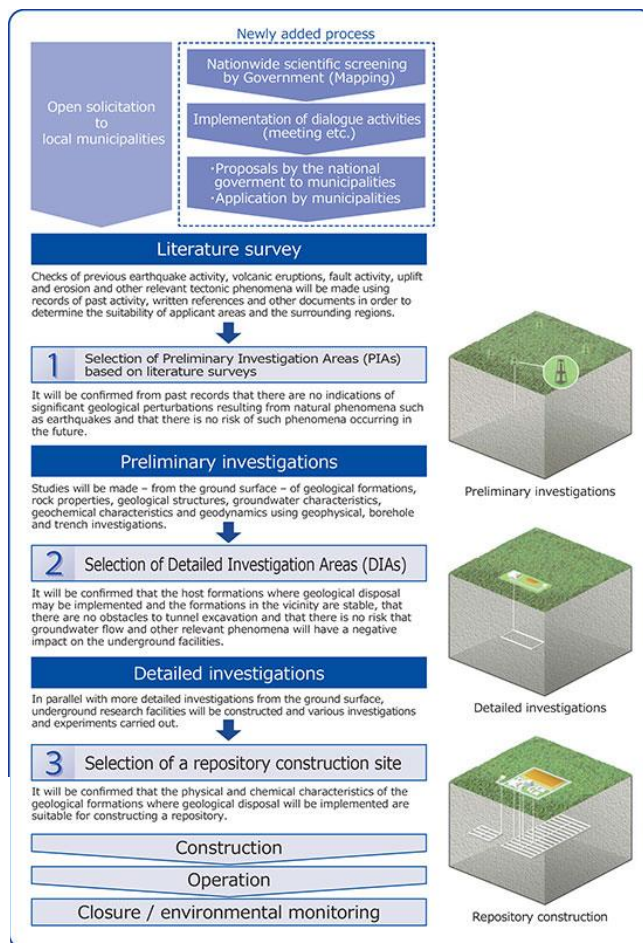 Newly added process
Open solicitation
to
local municipalities
Nationwide scientific screening
by Government (Mapping)
Implementation of dialogue activities
(meeting etc.)
・Proposals by the national
goverment to municipalities
・Application by municipalities
Literature survey
Checks of previous earthquake activity, volcanic eruptions, fault activity, uplift
and erosion and other relevant tectonic phenomena will be made using
records of past activity, written references and other documents in order to
determine the suitability of applicant areas and the surrounding regions.
1 Selection of Preliminary Investigation Areas (PIAs)
based on literature surveys
It will be confirmed from past records that there are no indications of
significant geological perturbations resulting from natural phenomena such
as earthquakes and that there is no risk of such phenomena occurring in
the future.
Preliminary investigations
Studies will be made – from the ground surface – of geological formations,
rock properties, geological structures, groundwater characteristics,
geochemical characteristics and geodynamics using geophysical, borehole
and trench investigations.
2 Selection of Detailed Investigation Areas (DIAs)
It will be confirmed that the host formations where geological disposal
may be implemented and the formations in the vicinity are stable, that
there are no obstacles to tunnel excavation and that there is no risk that
groundwater flow and other relevant phenomena will have a negative
impact on the underground facilities.
Detailed investigations
In parallel with more detailed investigations from the ground surface,
underground research facilities will be constructed and various investigations
and experiments carried out.
3 Selection of a repository construction site
It will be confirmed that the physical and chemical characteristics of the
geological formations where geological disposal will be implemented are
suitable for constructing a repository.
Construction
Operation
Closure / environmental monitoring
Preliminary investigations
Detailed investigations
Repository construction